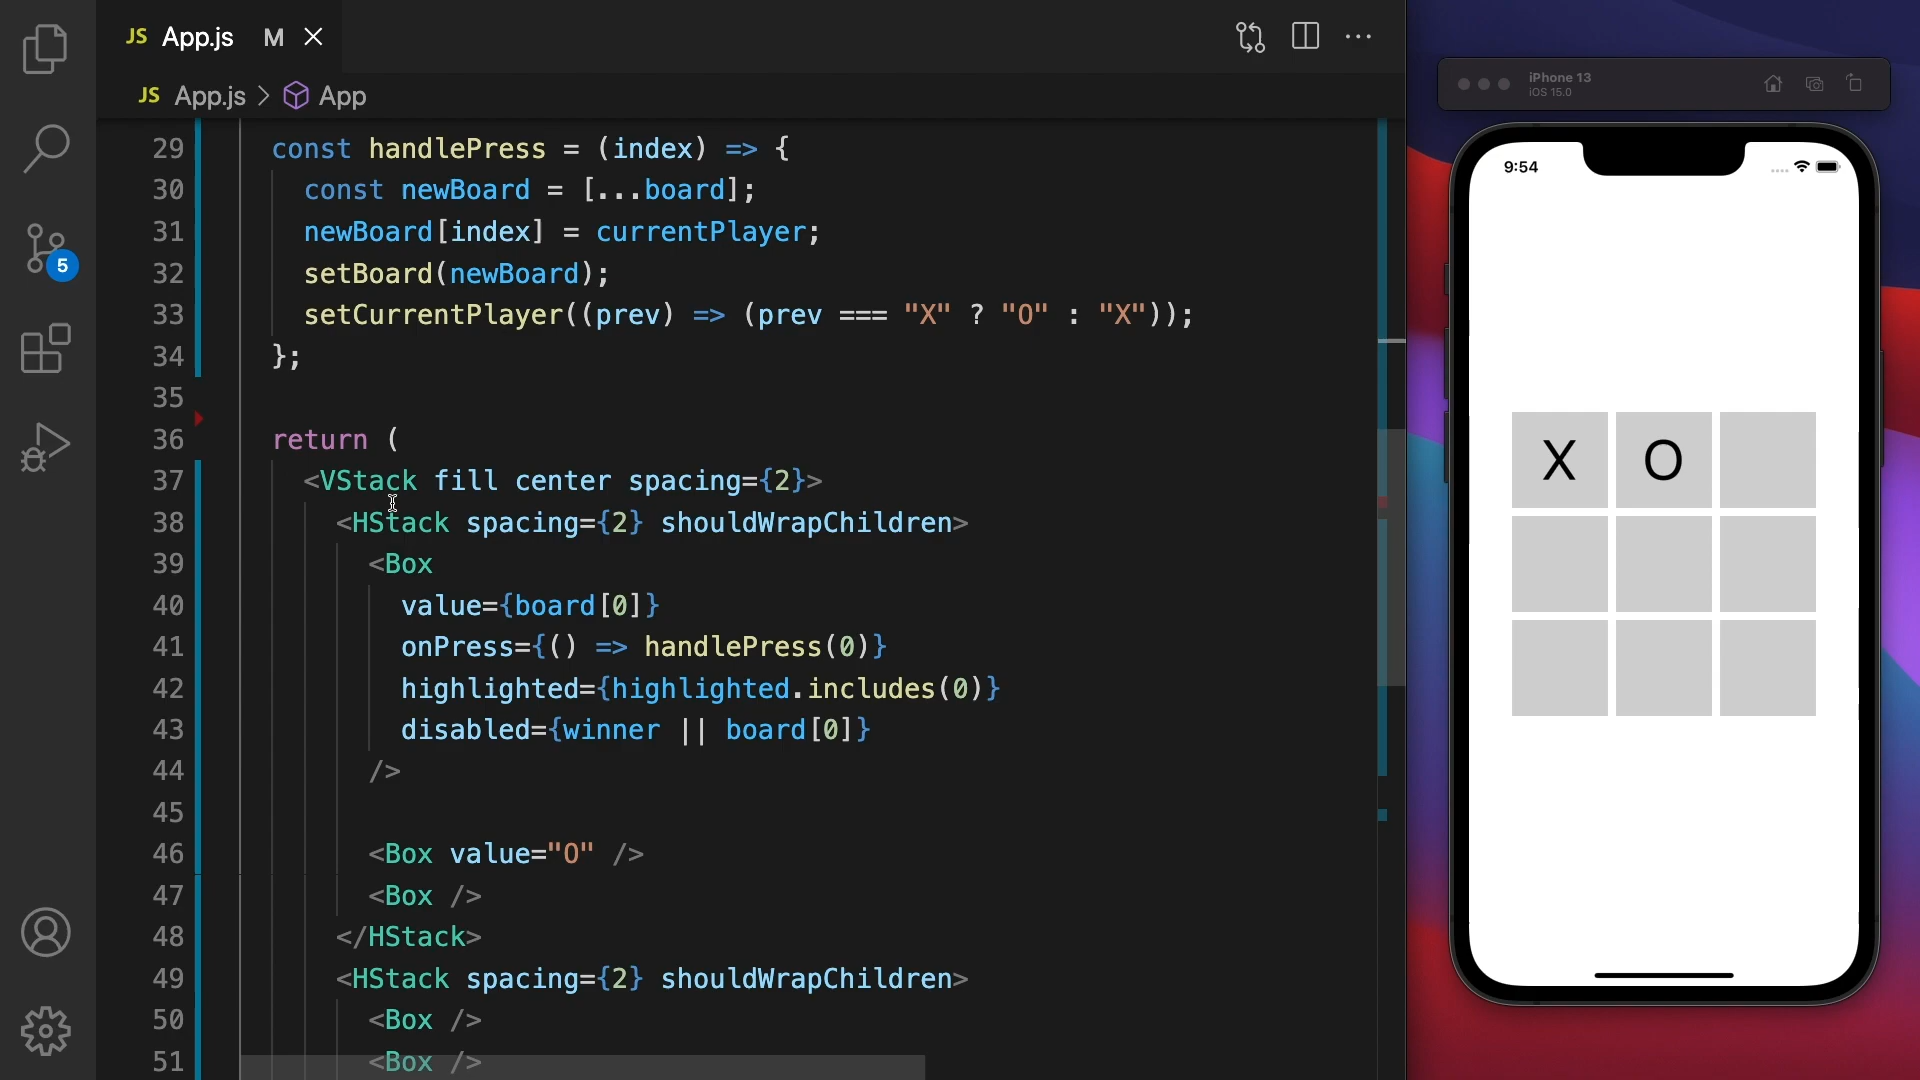 JS App.js M
JS App.js > App
29 const handlePress = (index) => {
30 const newBoard = [...board];
31 newBoard[index] = currentPlayer;
32 setBoard(newBoard);
33 setCurrentPlayer((prev) => (prev === "X" ? "O" : "X"));
34 };
35
36 return (
37 <VStack fill center spacing={2}>
38 <HStack spacing={2} shouldWrapChildren>
39 <Box
40 value={board[0]}
41 onPress={() => handlePress(0)}
42 highlighted={highlighted.includes(0)}
43 disabled={winner || board[0]}
44 />
45
46 <Box value="O" />
47 <Box />
48 </HStack>
49 <HStack spacing={2} shouldWrapChildren>
50 <Box />
51 <Box />
5
iPhone 13
iOS 15.0
9:54
X O